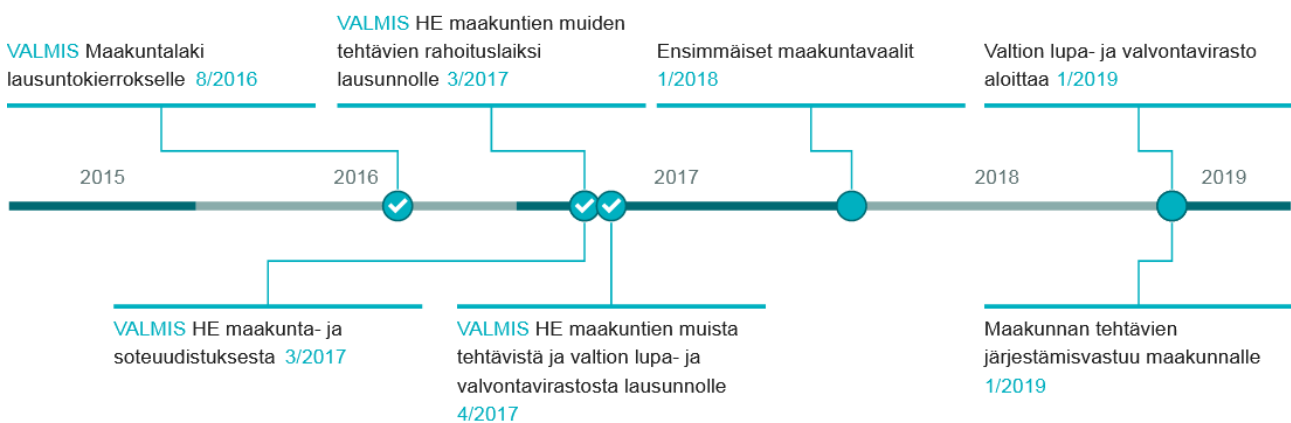 VALMIS Maakuntalaki
lausuntokierrokselle 8/2016
VALMIS HE maakuntien muiden
tehtävien rahoituslaiksi
lausunnolle 3/2017
Ensimmäiset maakuntavaalit
1/2018
Valtion lupa- ja valvontavirasto
aloittaa 1/2019
2015
2016
2017
2018
2019
VALMIS HE maakunta- ja
soteuudistuksesta 3/2017
VALMIS HE maakuntien muista
tehtävistä ja valtion lupa- ja
valvontavirastosta lausunnolle
4/2017
Maakunnan tehtävien
järjestämisvastuu maakunnalle
1/2019